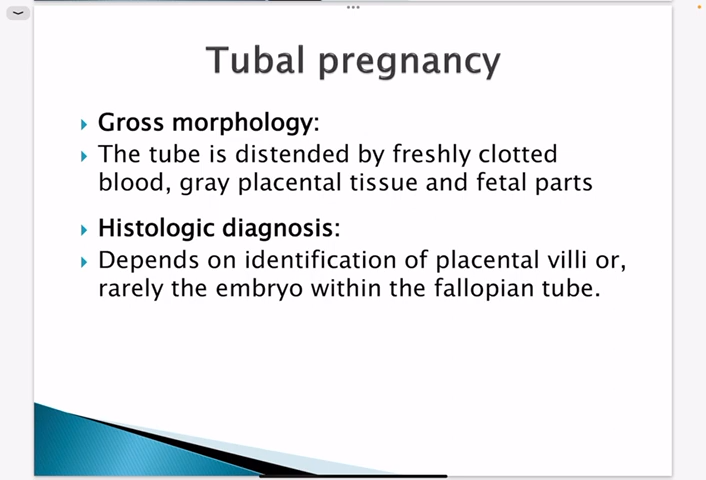 Tubal pregnancy
Gross morphology:
The tube is distended by freshly clotted
blood, gray placental tissue and fetal parts
Histologic diagnosis:
Depends on identification of placental villi or,
rarely the embryo within the fallopian tube.